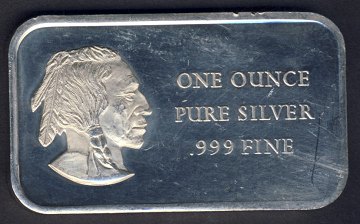 ONE OUNCE
PURE SILVER
.999 FINE